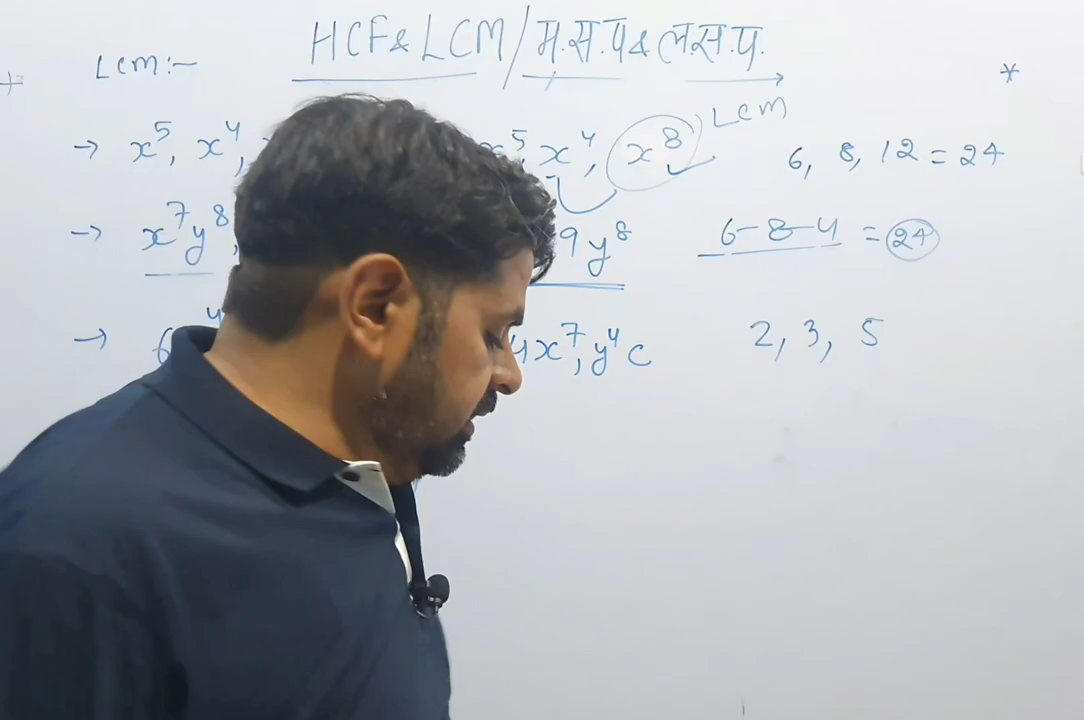 HCF & LCM / म.स.प & ल.स.प.
LCM:-
→ x⁵, x⁴, x⁵, x⁴, x⁸ LCM
6, 8, 12 = 24
→ x⁷y⁸, 9y⁸
6-8-4 = 24
→ 6 4x⁷, y⁴c
2, 3, 5